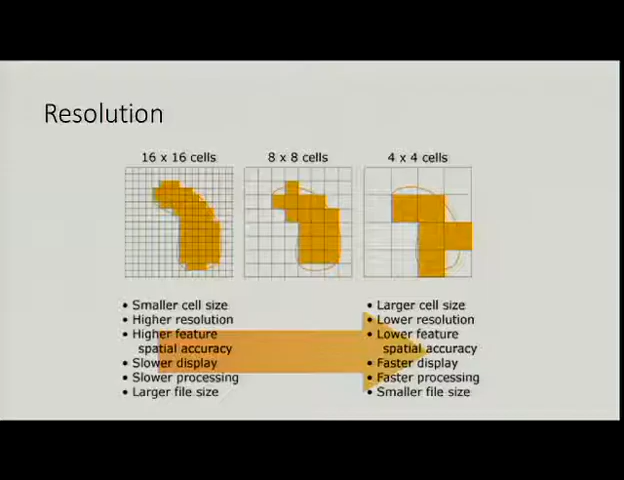 Resolution
16 x 16 cells
8 x 8 cells
4 x 4 cells
• Smaller cell size
• Higher resolution
• Higher feature
spatial accuracy
• Slower display
• Slower processing
• Larger file size
• Larger cell size
• Lower resolution
• Lower feature
spatial accuracy
• Faster display
• Faster processing
• Smaller file size